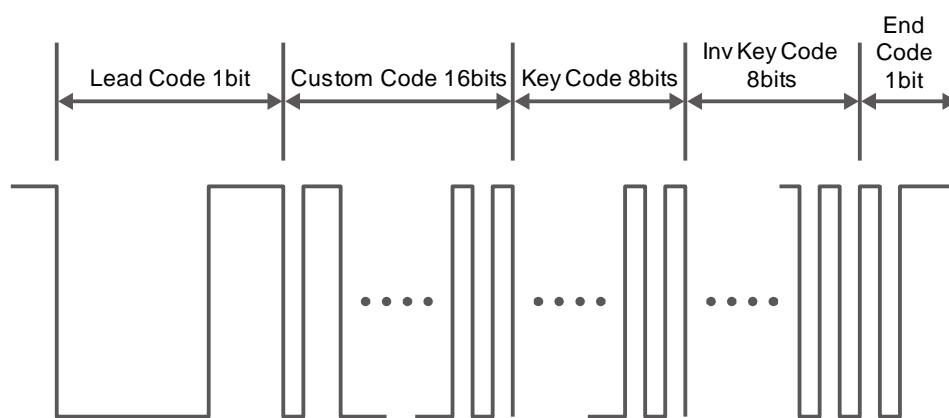 Lead Code 1bit
Custom Code 16bits
Key Code 8bits
Inv Key Code
8bits
End
Code
1bit